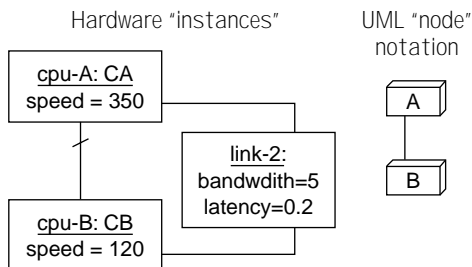 Hardware “instances”
UML “node”
notation
cpu-A: CA
speed = 350
link-2:
bandwdith=5
latency=0.2
cpu-B: CB
speed = 120
A
B